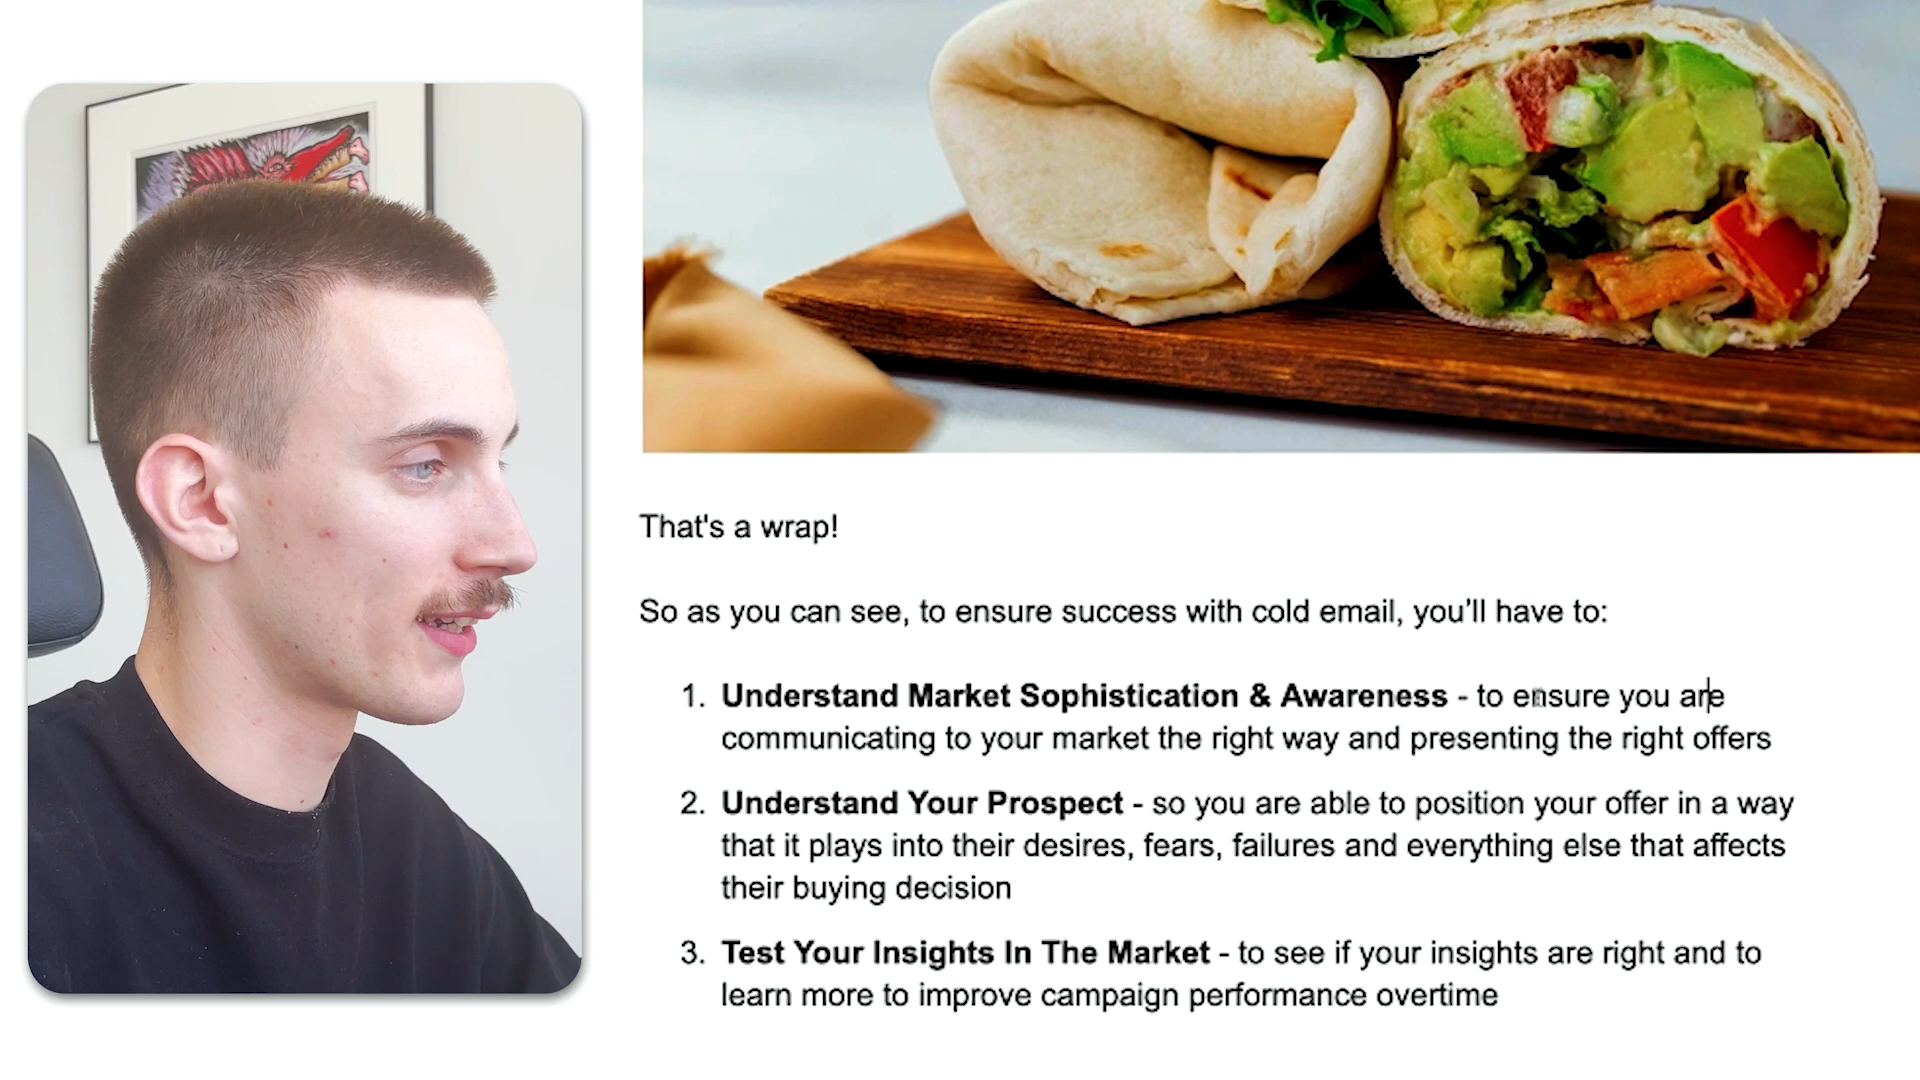 That's a wrap!
So as you can see, to ensure success with cold email, you'll have to:
1. Understand Market Sophistication & Awareness - to ensure you are
communicating to your market the right way and presenting the right offers
2. Understand Your Prospect - so you are able to position your offer in a way
that it plays into their desires, fears, failures and everything else that affects
their buying decision
3. Test Your Insights In The Market - to see if your insights are right and to
learn more to improve campaign performance overtime